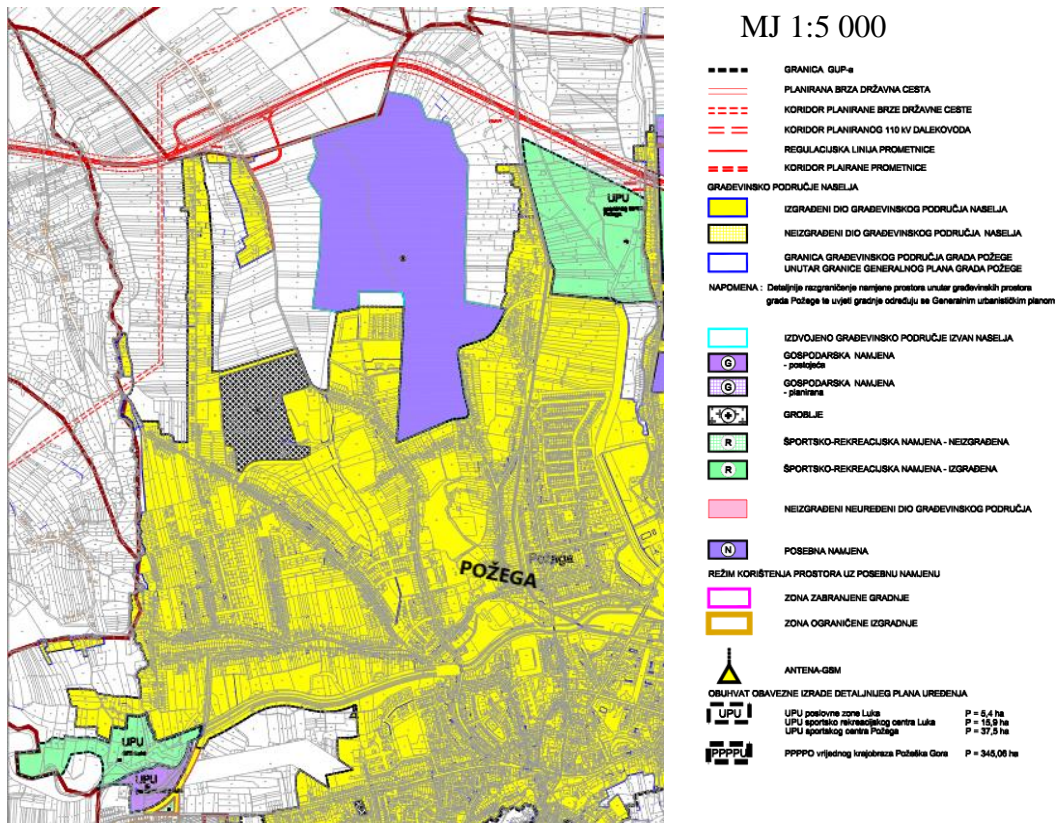 MJ 1:5 000
GRANICA GUP-a
PLANIRANA BRZA DRŽAVNA CESTA
KORIDOR PLANIRANE BRZE DRŽAVNE CESTE
KORIDOR PLANIRANOG 110 kV DALEKOVODA
REGULACIJSKA LINIJA PROMETNICE
KORIDOR PLAIRANE PROMETNICE
GRAĐEVINSKO PODRUČJE NASELJA
IZGRAĐENI DIO GRAĐEVINSKOG PODRUČJA NASELJA
NEIZGRAĐENI DIO GRAĐEVINSKOG PODRUČJA NASELJA
GRANICA GRAĐEVINSKOG PODRUČJA GRADA POŽEGE
UNUTAR GRANICE GENERALNOG PLANA GRADA POŽEGE
NAPOMENA : Detaljnije razgraničenje namjene prostora unutar građevinskih prostora
grada Požege te uvjeti gradnje određuju se Generalnim urbanističkim planom
IZDVOJENO GRAĐEVINSKO PODRUČJE IZVAN NASELJA
G GOSPODARSKA NAMJENA
- postojeća
G GOSPODARSKA NAMJENA
- planirana
GROBLJE
R ŠPORTSKO-REKREACIJSKA NAMJENA - NEIZGRAĐENA
R ŠPORTSKO-REKREACIJSKA NAMJENA - IZGRAĐENA
NEIZGRAĐENI NEUREĐENI DIO GRAĐEVINSKOG PODRUČJA
N POSEBNA NAMJENA
REŽIM KORIŠTENJA PROSTORA UZ POSEBNU NAMJENU
ZONA ZABRANJENE GRADNJE
ZONA OGRANIČENE IZGRADNJE
ANTENA-GSM
OBUHVAT OBAVEZNE IZRADE DETALJNIJEG PLANA UREĐENJA
UPU UPU poslovne zone Luka P = 5,4 ha
UPU sportsko rekreacijskog centra Luka P = 15,9 ha
UPU sportskog centra Požega P = 37,5 ha
PPPPU PPPPO vrijednog krajobraza Požeška Gora P = 345,06 ha
UPU
Požega
Požega
POŽEGA
UPU
UPU